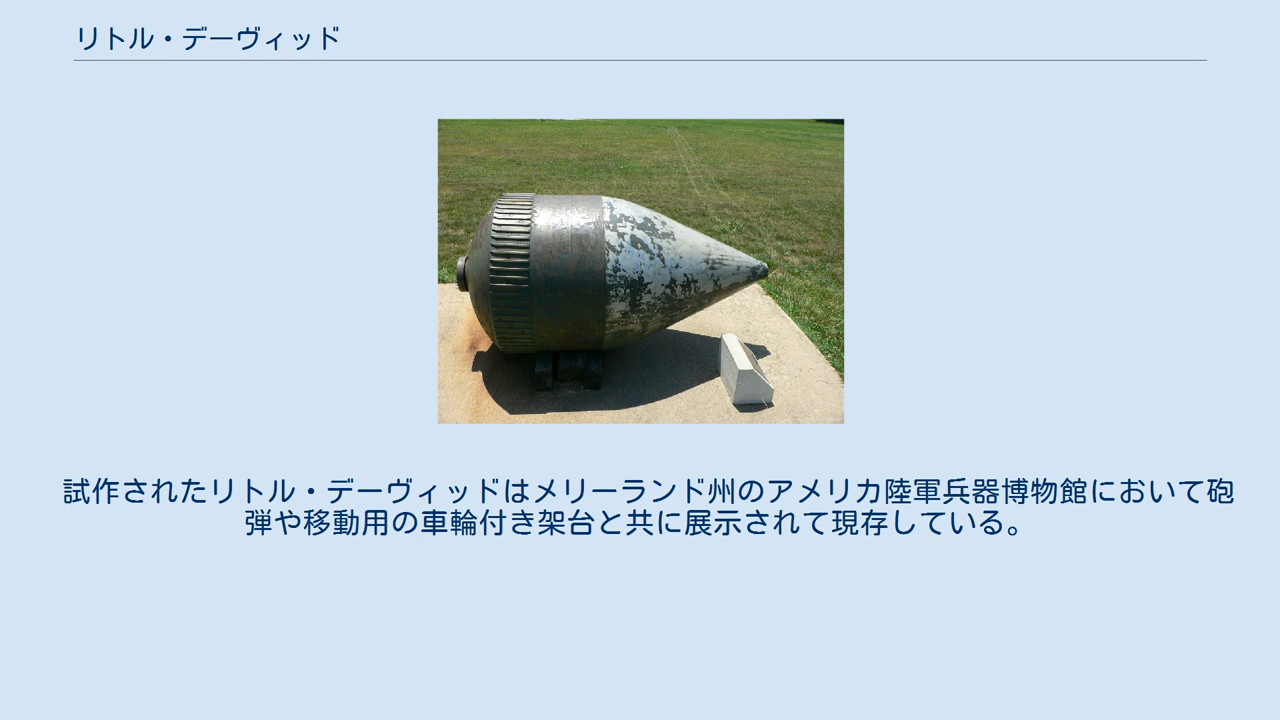 リトル・デーヴィッド
試作されたリトル・デーヴィッドはメリーランド州のアメリカ陸軍兵器博物館において砲
弾や移動用の車輪付き架台と共に展示されて現存している。